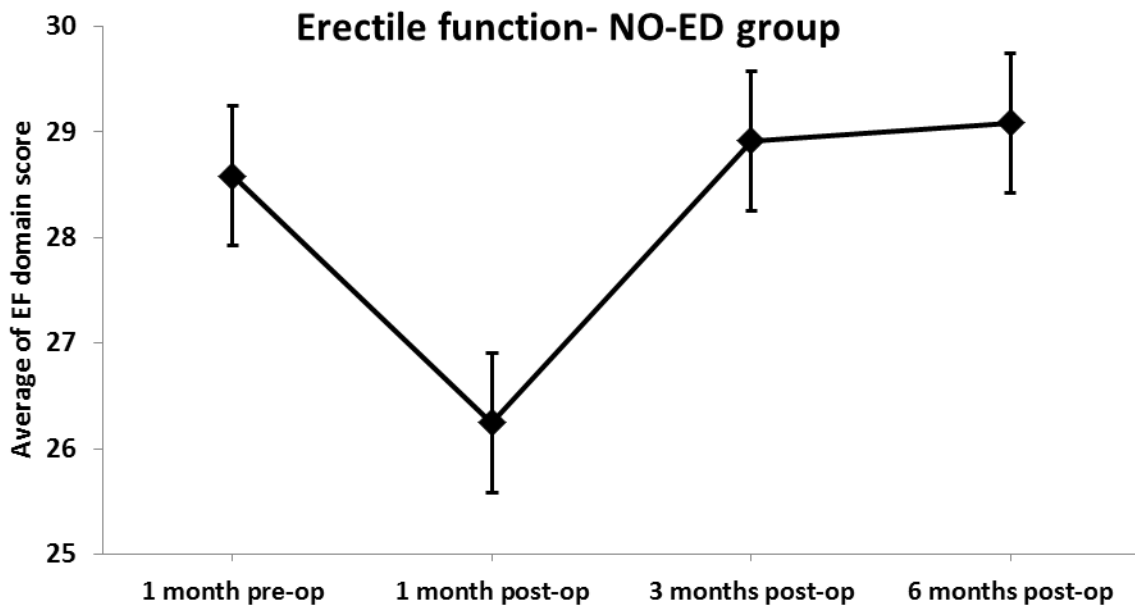 Erectile function- NO-ED group
Average of EF domain score
30
29
28
27
26
25
1 month pre-op
1 month post-op
3 months post-op
6 months post-op